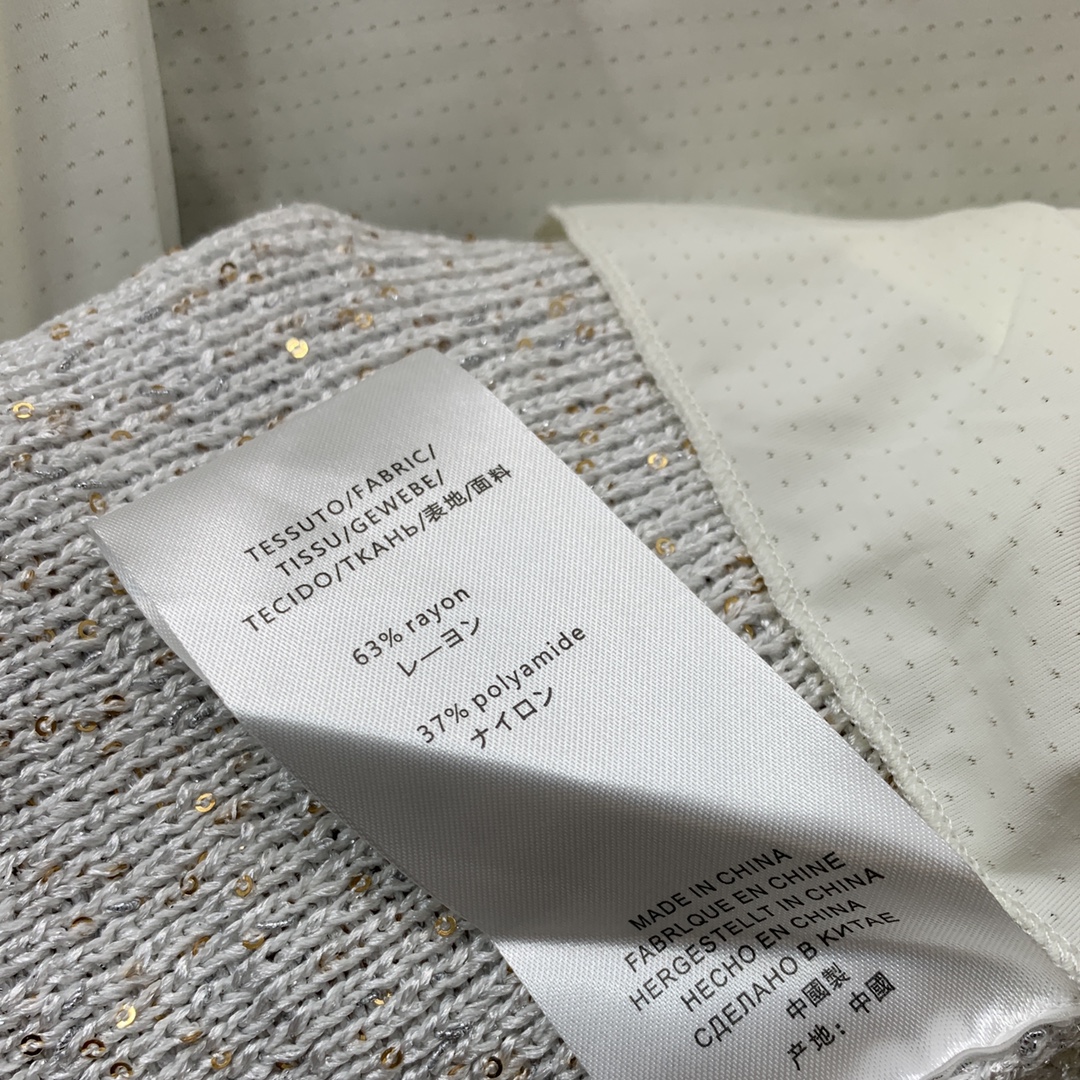 TESSUTO/FABRIC/
TISSU/GEWEBE/
TECIDO/ТКАНЬ/表地/面料
63% rayon
レーヨン
37% polyamide
ナイロン
MADE IN CHINA
FABRLQUE EN CHINE
HERGESTELLT IN CHINA
HECHO EN CHINA
СДЕЛАНО В КИТАЕ
中國製
产地：中國